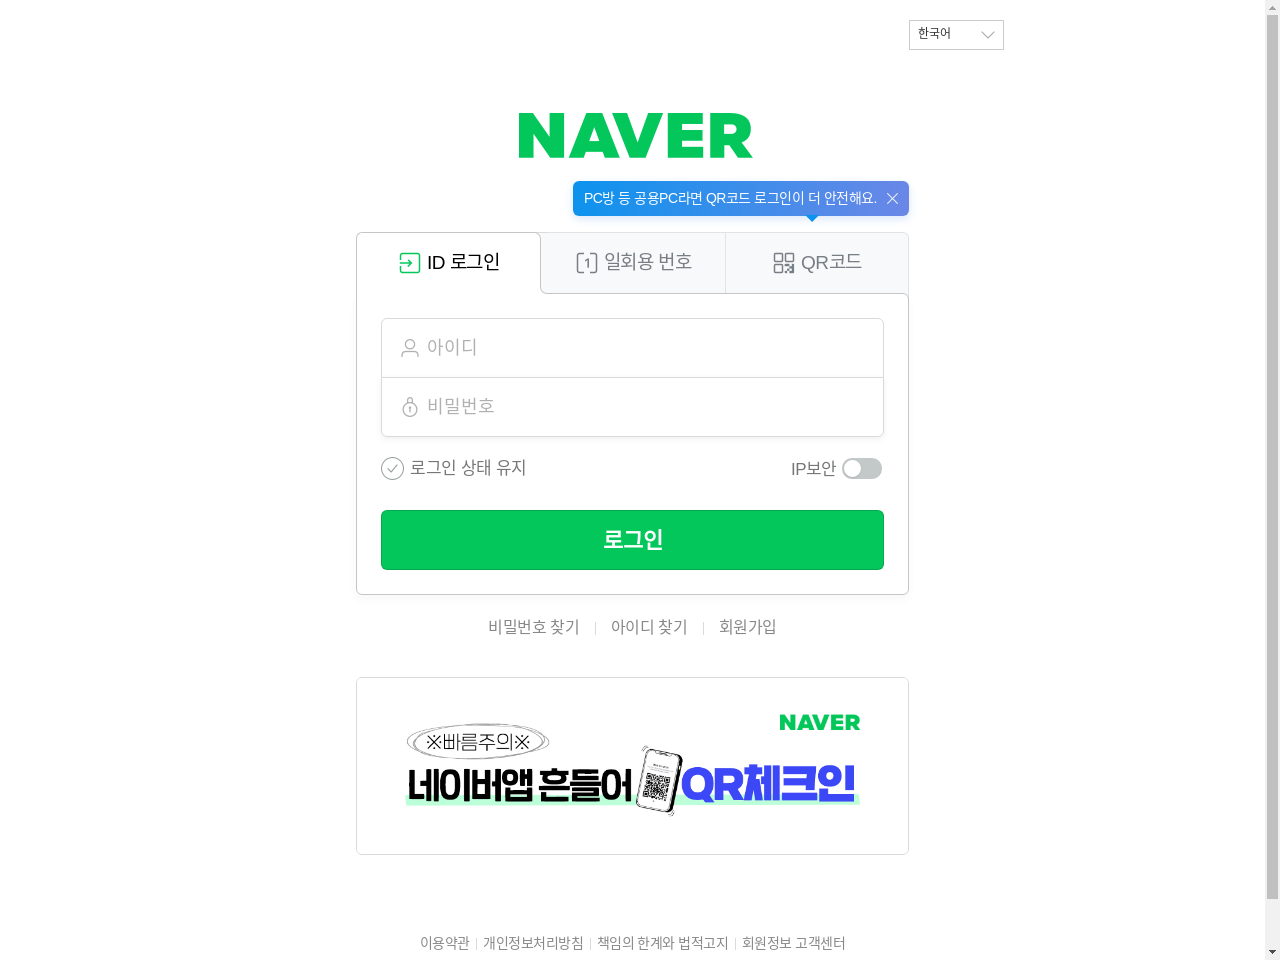 한국어
NAVER
PC방 등 공용PC라면 QR코드 로그인이 더 안전해요.
ID 로그인
1 일회용 번호
QR코드
아이디
비밀번호
로그인 상태 유지
IP보안
로그인
비밀번호 찾기
아이디 찾기
회원가입
NAVER
※바름주의※
네이버앱 흔들어 QR체크인
이용약관
개인정보처리방침
책임의 한계와 법적고지
회원정보 고객센터